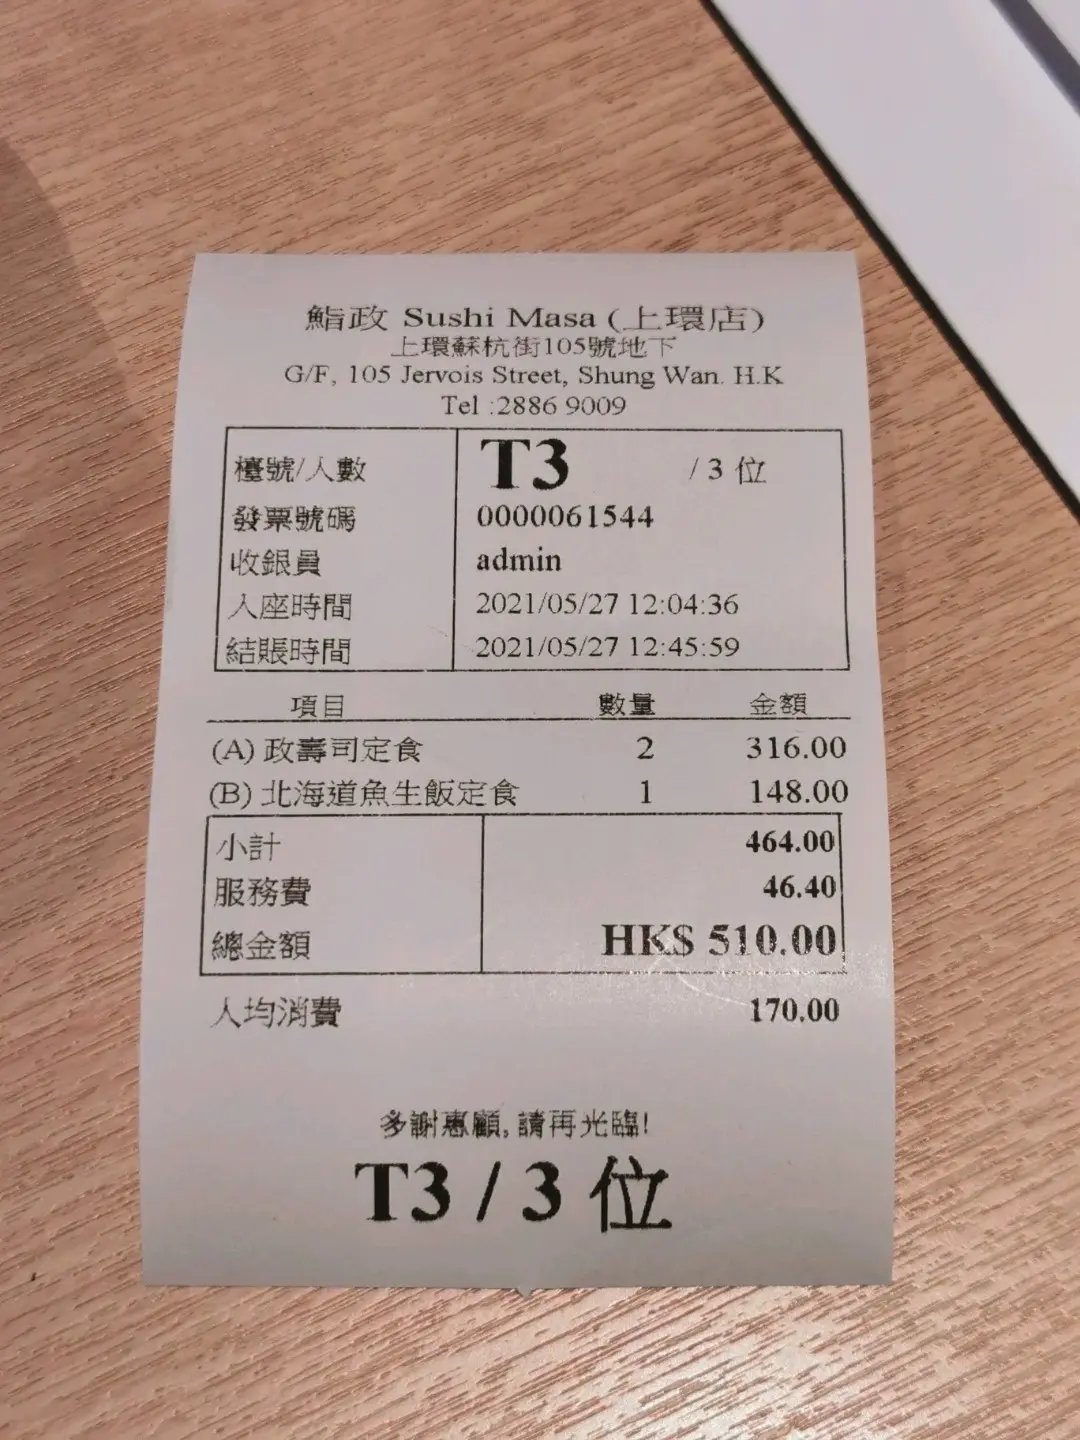 鮨政 Sushi Masa (上環店)
上環蘇杭街105號地下
G/F, 105 Jervois Street, Shung Wan. H.K
Tel :2886 9009
檯號/人數 T3 / 3 位
發票號碼 0000061544
收銀員 admin
入座時間 2021/05/27 12:04:36
結賬時間 2021/05/27 12:45:59
項目 數量 金額
(A) 政壽司定食 2 316.00
(B) 北海道魚生飯定食 1 148.00
小計 464.00
服務費 46.40
總金額 HK$ 510.00
人均消費 170.00
多謝惠顧, 請再光臨!
T3 / 3 位